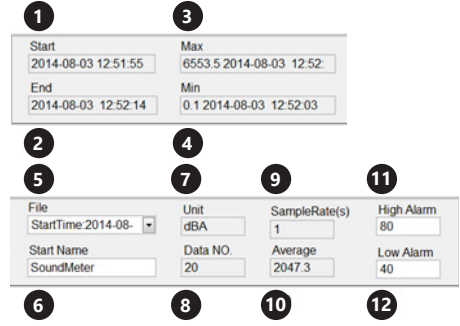 1 3
Start Max
2014-08-03 12:51:55 6553.5 2014-08-03 12:52:
End Min
2014-08-03 12:52:14 0.1 2014-08-03 12:52:03
2 4
5 7 9 11
File Unit SampleRate(s) High Alarm
StartTime:2014-08- dBA 1 80
Start Name Data NO. Average Low Alarm
SoundMeter 20 2047.3 40
6 8 10 12